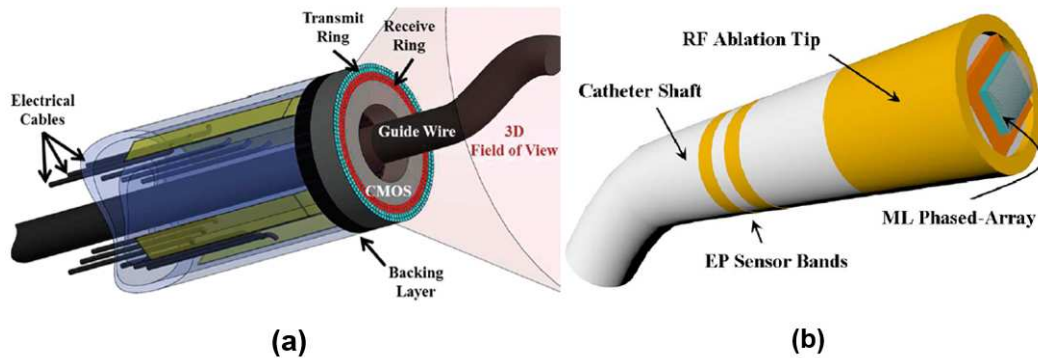 Transmit
Ring
Receive
Ring
Electrical
Cables
Guide Wire
3D
Field of View
CMOS
Backing
Layer
(a)
RF Ablation Tip
Catheter Shaft
ML Phased-Array
EP Sensor Bands
(b)